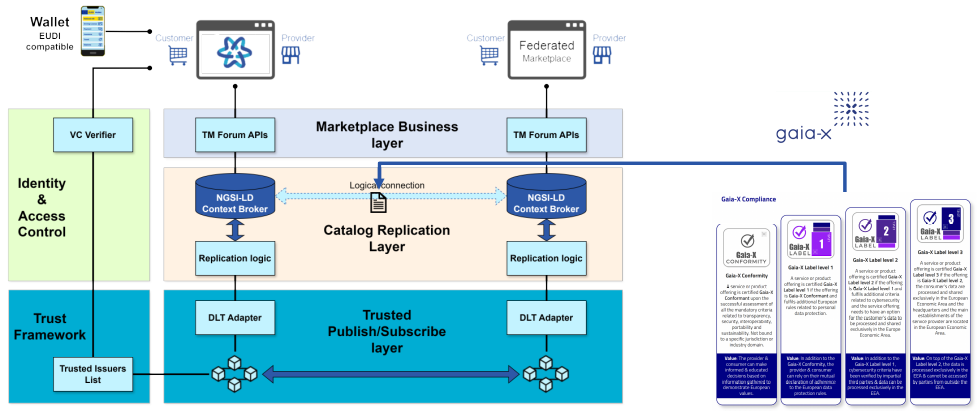 Wallet
EUDI
compatible
Customer
Provider
Customer
Provider
Federated
Marketplace
VC Verifier
TM Forum APIs
Marketplace Business
layer
TM Forum APIs
gaia-x
Identity
&
Access
Control
Logical connection
NGSI-LD
Context Broker
NGSI-LD
Context Broker
Catalog Replication
Layer
Replication logic
Replication logic
Trust
Framework
DLT Adapter
Trusted
Publish/Subscribe
layer
DLT Adapter
Trusted Issuers
List
Gaia-X Compliance
Gaia-X
CONFORMITY
Gaia-X Conformity
A service or product
offering is certified Gaia-X
Conformant upon the
successful assessment of
all the mandatory criteria
related to transparency,
security, interoperability,
portability and
sustainability. Not bound
to a specific jurisdiction or
industry domain.
Value: The provider &
consumer can make
informed & educated
decisions based on
information gathered to
demonstrate European
values.
1
Gaia-X
LABEL
Gaia-X Label level 1
A service or product
offering is certified Gaia-X
Label level 1 if the offering
is Gaia-X Conformant and
fulfils additional European
rules related to personal
data protection.
Value: In addition to the
Gaia-X Conformity, the
provider & consumer
can rely on their mutual
declaration of adherence
to the European data
protection rules.
2
Gaia-X
LABEL
Gaia-X Label level 2
A service or product
offering is certified Gaia-X
Label level 2 if the offering
is Gaia-X Label level 1 and
fulfils additional criteria
related to cybersecurity
and the service offering
needs to have an option
for the customer's data to
be processed and shared
exclusively in the Europe
Economic Area.
Value: In addition to the
Gaia-X Label level 1,
cybersecurity criteria have
been verified by impartial
third parties & data can be
processed exclusively in the
EEA.
3
Gaia-X
LABEL
Gaia-X Label level 3
A service or product
offering is certified Gaia-X
Label level 3 if the offering
is Gaia-X Label level 2,
the consumer's data are
processed and shared
exclusively in the European
Economic Area and the
headquarters and the main
establishments of the
service provider are located
in the European Economic
Area.
Value: On top of the Gaia-X
Label level 2, the data is
processed exclusively in the
EEA & cannot be accessed
by parties from outside the
EEA.